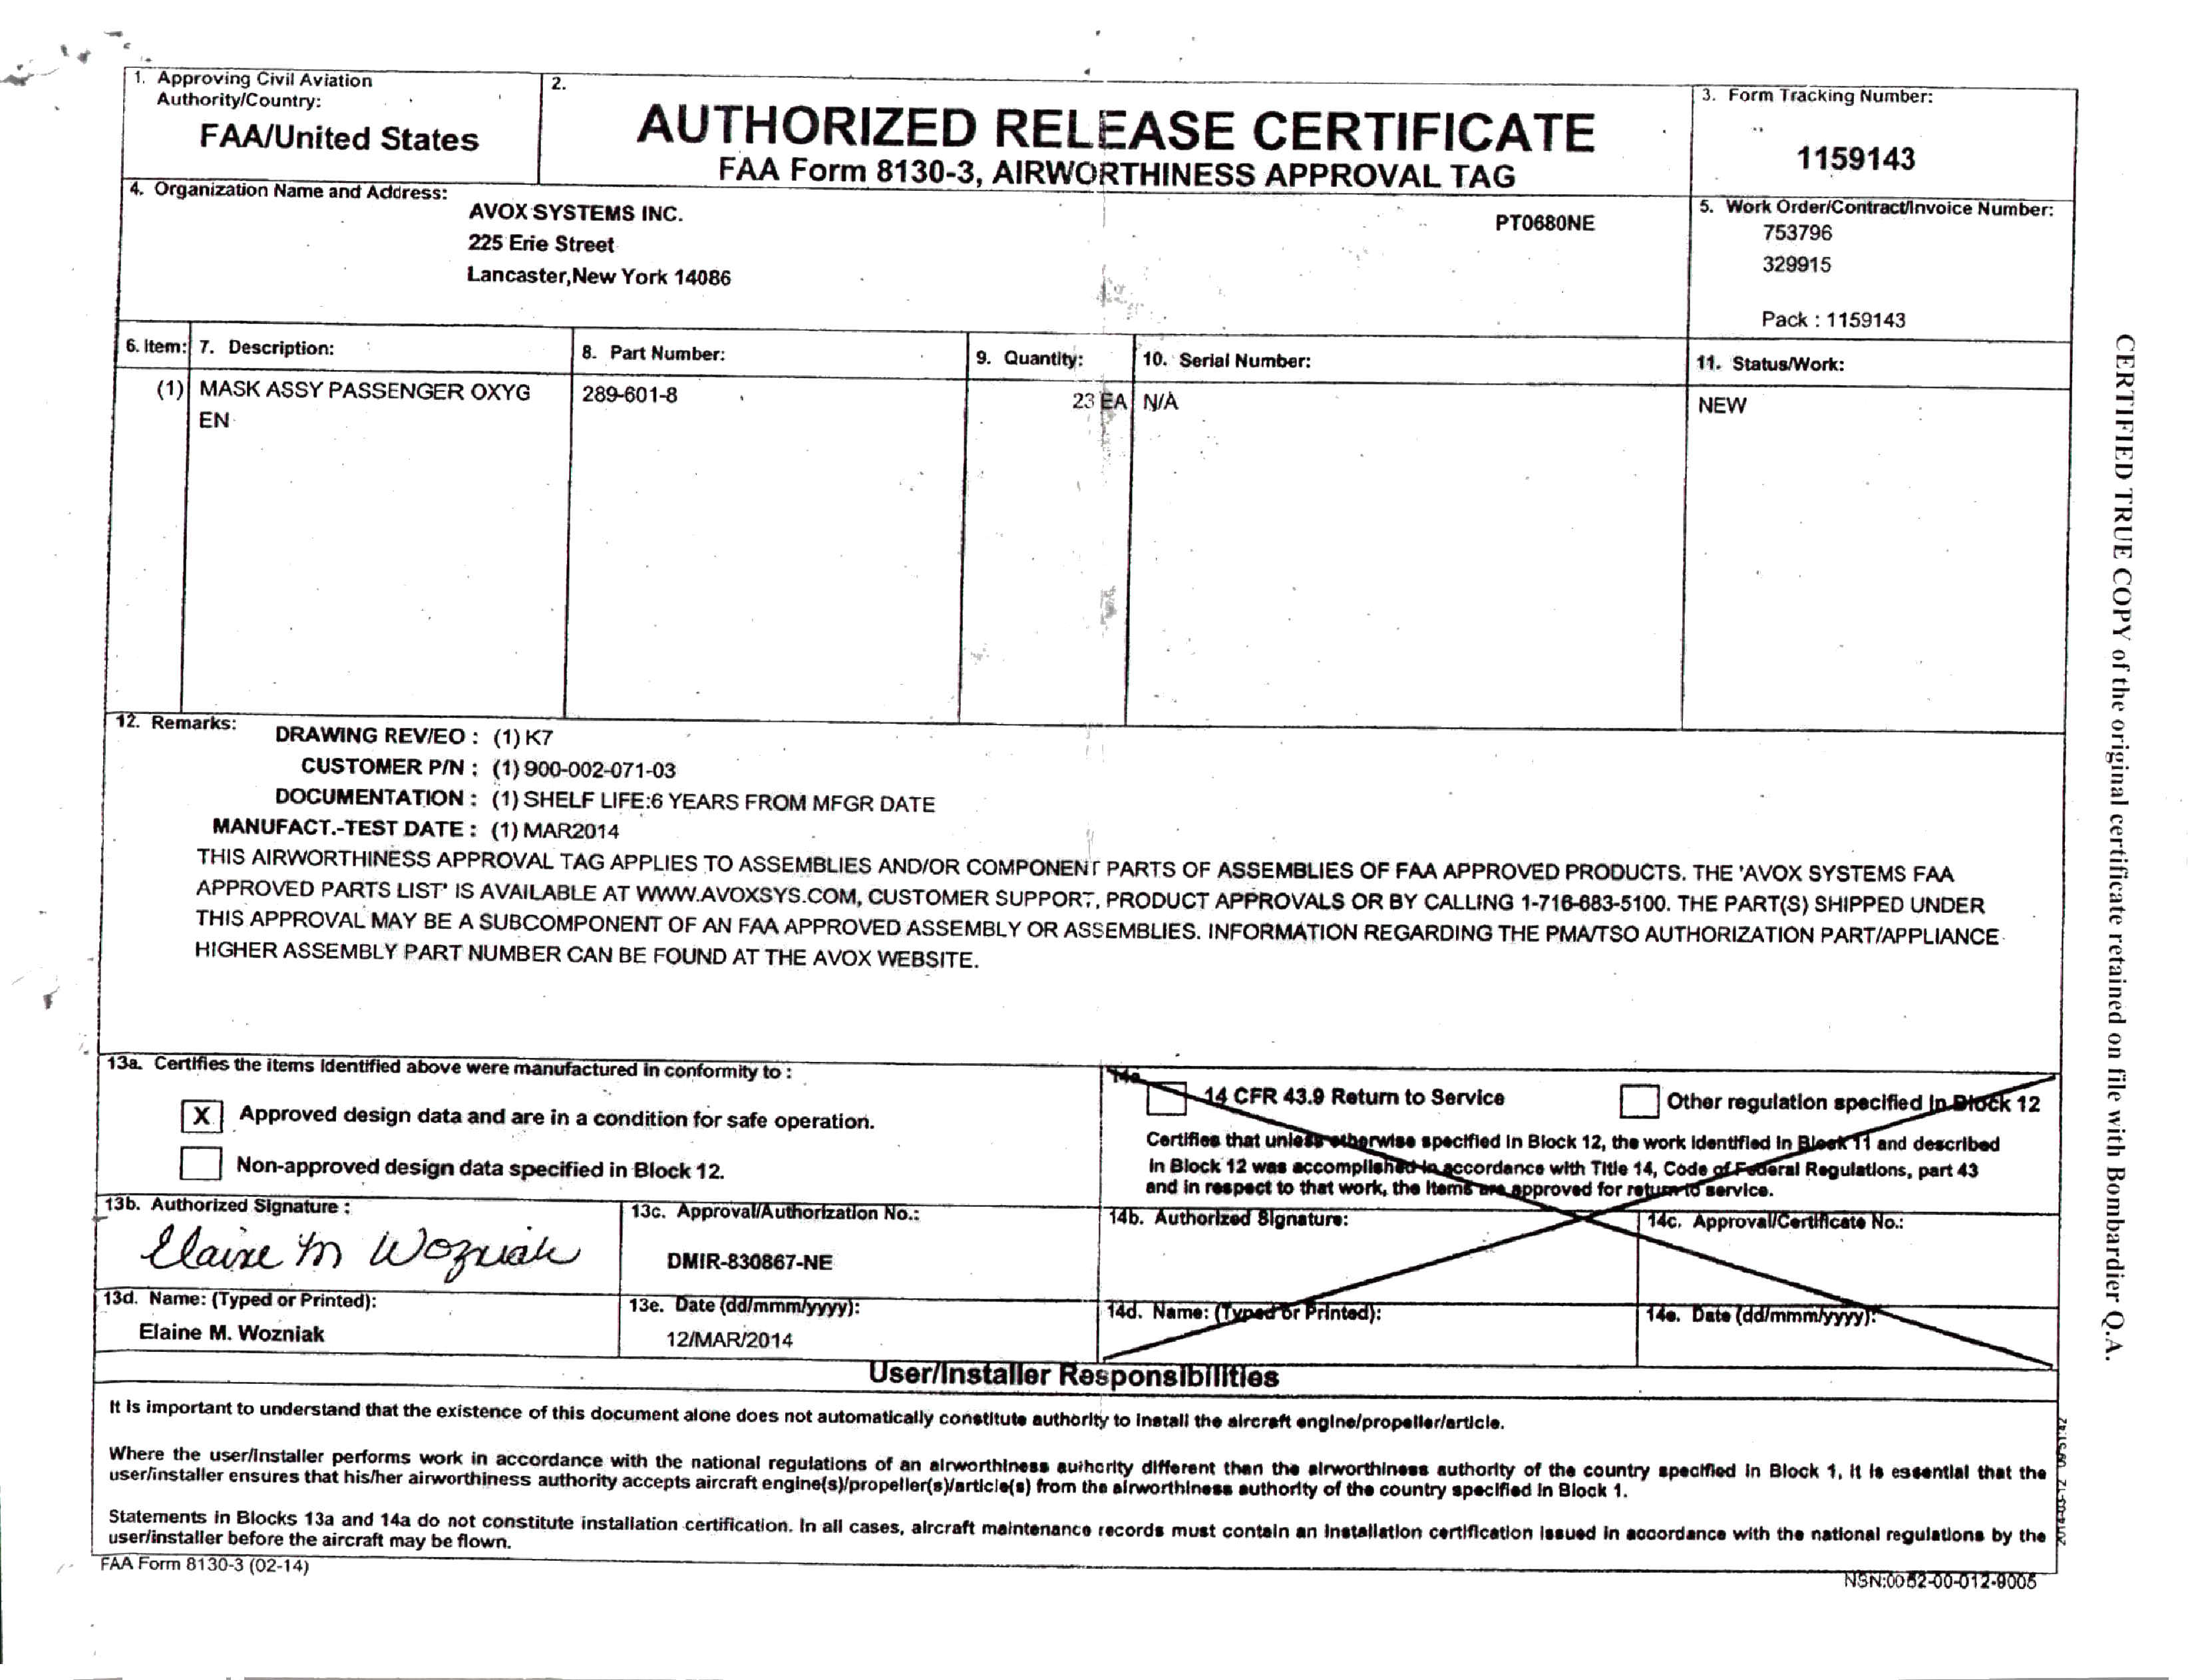 1. Approving Civil Aviation
Authority/Country:
FAA/United States
2.
AUTHORIZED RELEASE CERTIFICATE
FAA Form 8130-3, AIRWORTHINESS APPROVAL TAG
3. Form Tracking Number:
1159143
4. Organization Name and Address:
AVOX SYSTEMS INC.
225 Erie Street
Lancaster,New York 14086
PT0680NE
5. Work Order/Contract/Invoice Number:
753796
329915
Pack : 1159143
6. Item: 7. Description: 8. Part Number: 9. Quantity: 10. Serial Number: 11. Status/Work:
(1) MASK ASSY PASSENGER OXYG 289-601-8 23 EA N/A NEW
EN
12. Remarks:
DRAWING REV/EO : (1) K7
CUSTOMER P/N : (1) 900-002-071-03
DOCUMENTATION : (1) SHELF LIFE:6 YEARS FROM MFGR DATE
MANUFACT.-TEST DATE : (1) MAR2014
THIS AIRWORTHINESS APPROVAL TAG APPLIES TO ASSEMBLIES AND/OR COMPONENT PARTS OF ASSEMBLIES OF FAA APPROVED PRODUCTS. THE 'AVOX SYSTEMS FAA
APPROVED PARTS LIST' IS AVAILABLE AT WWW.AVOXSYS.COM, CUSTOMER SUPPORT, PRODUCT APPROVALS OR BY CALLING 1-716-683-5100. THE PART(S) SHIPPED UNDER
THIS APPROVAL MAY BE A SUBCOMPONENT OF AN FAA APPROVED ASSEMBLY OR ASSEMBLIES. INFORMATION REGARDING THE PMA/TSO AUTHORIZATION PART/APPLIANCE
HIGHER ASSEMBLY PART NUMBER CAN BE FOUND AT THE AVOX WEBSITE.
13a. Certifies the items identified above were manufactured in conformity to :
X Approved design data and are in a condition for safe operation.
Non-approved design data specified in Block 12.
14a.
14 CFR 43.9 Return to Service
Other regulation specified in Block 12
Certifies that unless otherwise specified in Block 12, the work identified in Block 11 and described
in Block 12 was accomplished in accordance with Title 14, Code of Federal Regulations, part 43
and in respect to that work, the items are approved for return to service.
13b. Authorized Signature :
Elaine M Wozniak
13c. Approval/Authorization No.:
DMIR-830867-NE
14b. Authorized Signature:
14c. Approval/Certificate No.:
13d. Name: (Typed or Printed):
Elaine M. Wozniak
13e. Date (dd/mmm/yyyy):
12/MAR/2014
14d. Name: (Typed or Printed):
14e. Date (dd/mmm/yyyy):
User/Installer Responsibilities
It is important to understand that the existence of this document alone does not automatically constitute authority to install the aircraft engine/propeller/article.
Where the user/installer performs work in accordance with the national regulations of an airworthiness authority different than the airworthiness authority of the country specified in Block 1, it is essential that the
user/installer ensures that his/her airworthiness authority accepts aircraft engine(s)/propeller(s)/article(s) from the airworthiness authority of the country specified in Block 1.
Statements in Blocks 13a and 14a do not constitute installation certification. In all cases, aircraft maintenance records must contain an installation certification issued in accordance with the national regulations by the
user/installer before the aircraft may be flown.
FAA Form 8130-3 (02-14)
NSN:0052-00-012-9005
2014-03-12 09:51:42
CERTIFIED TRUE COPY of the original certificate retained on file with Bombardier Q.A.